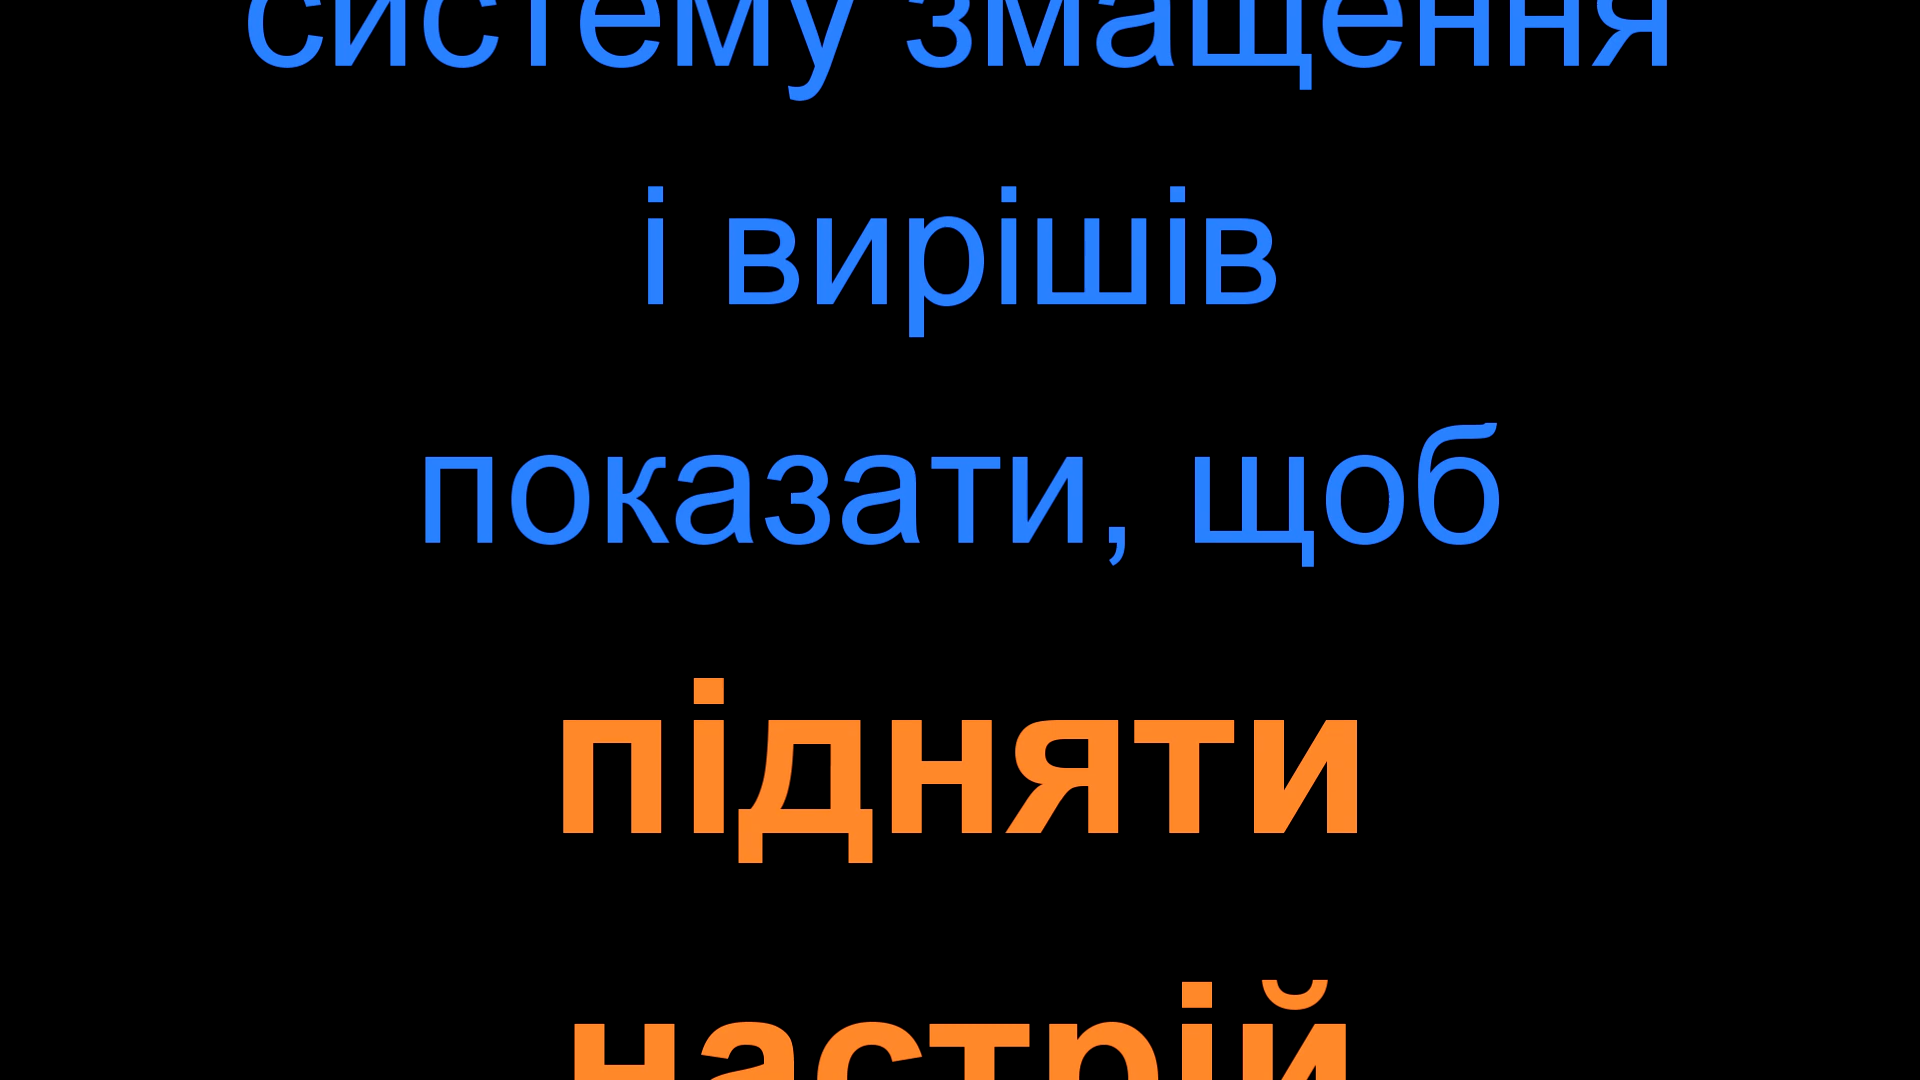 систему змащення
і вирішів
показати, щоб
підняти
настрій